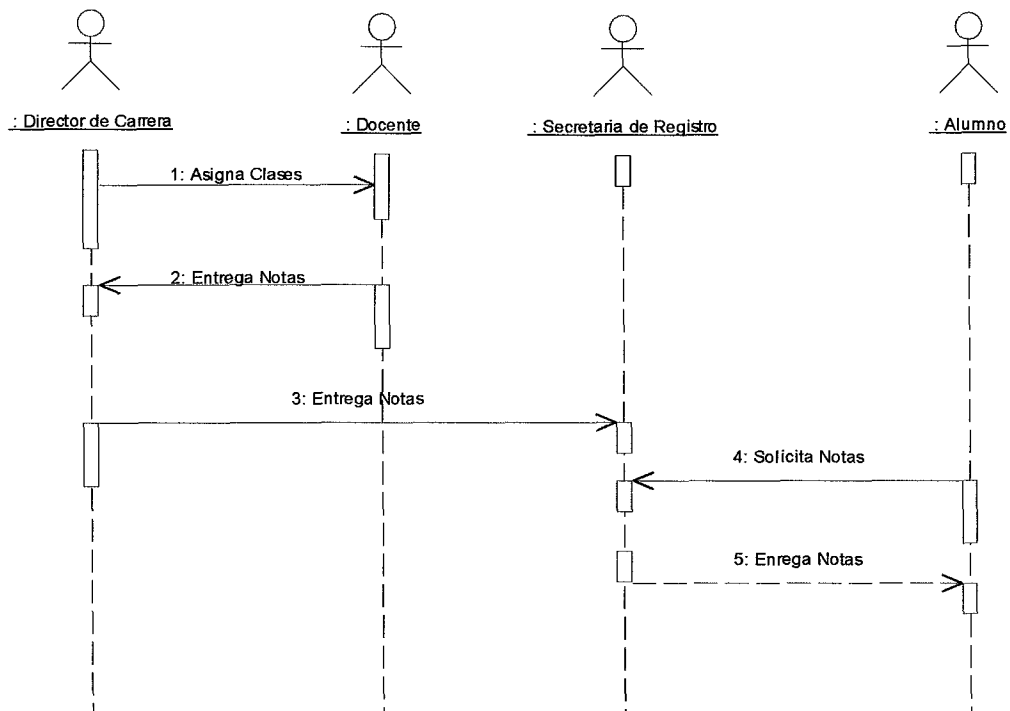 : Director de Carrera
: Docente
: Secretaria de Registro
: Alumno
1: Asigna Clases
2: Entrega Notas
3: Entrega Notas
4: Solicita Notas
5: Enrega Notas